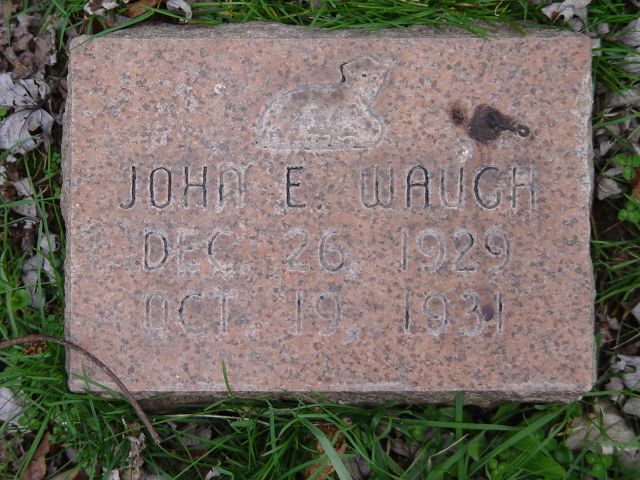 JOHN E. WAUGH
DEC. 26, 1929
OCT. 19, 1931